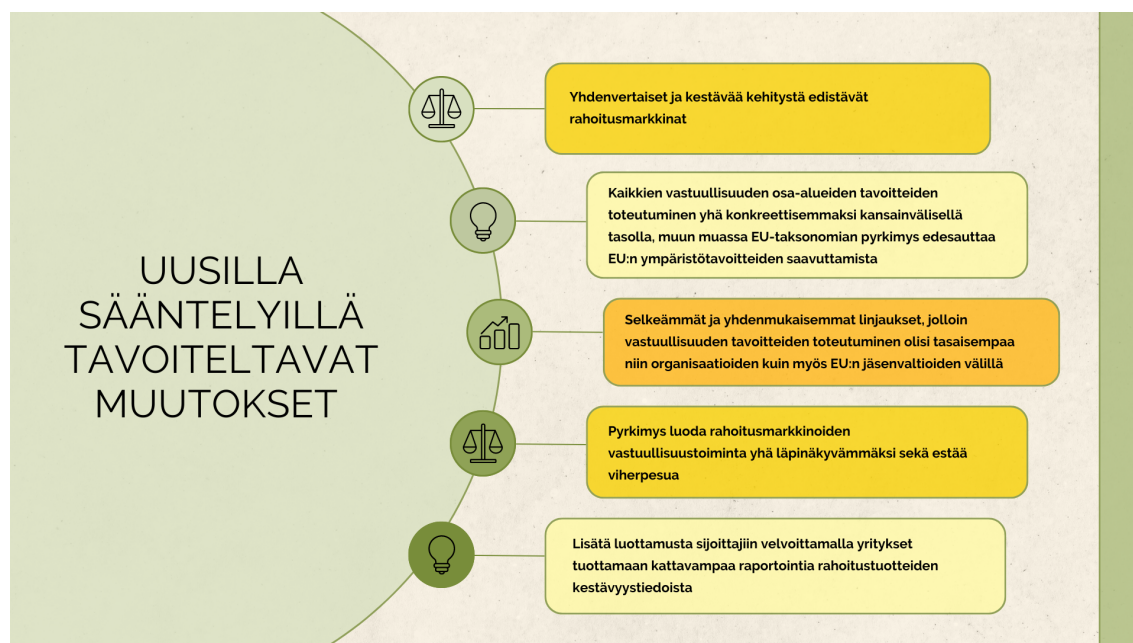 UUSILLA
SÄÄNTELYILLÄ
TAVOITELTAVAT
MUUTOKSET
Yhdenvertaiset ja kestävää kehitystä edistävät
rahoitusmarkkinat
Kaikkien vastuullisuuden osa-alueiden tavoitteiden
toteutuminen yhä konkreettisemmaksi kansainvälisellä
tasolla, muun muassa EU-taksonomian pyrkimys edesauttaa
EU:n ympäristötavoitteiden saavuttamista
Selkeämmät ja yhdenmukaisemmat linjaukset, jolloin
vastuullisuuden tavoitteiden toteutuminen olisi tasaisempaa
niin organisaatioiden kuin myös EU:n jäsenvaltioiden välillä
Pyrkimys luoda rahoitusmarkkinoiden
vastuullisuustoiminta yhä läpinäkyvämmäksi sekä estää
viherpesua
Lisätä luottamusta sijoittajiin velvoittamalla yritykset
tuottamaan kattavampaa raportointia rahoitustuotteiden
kestävyystiedoista